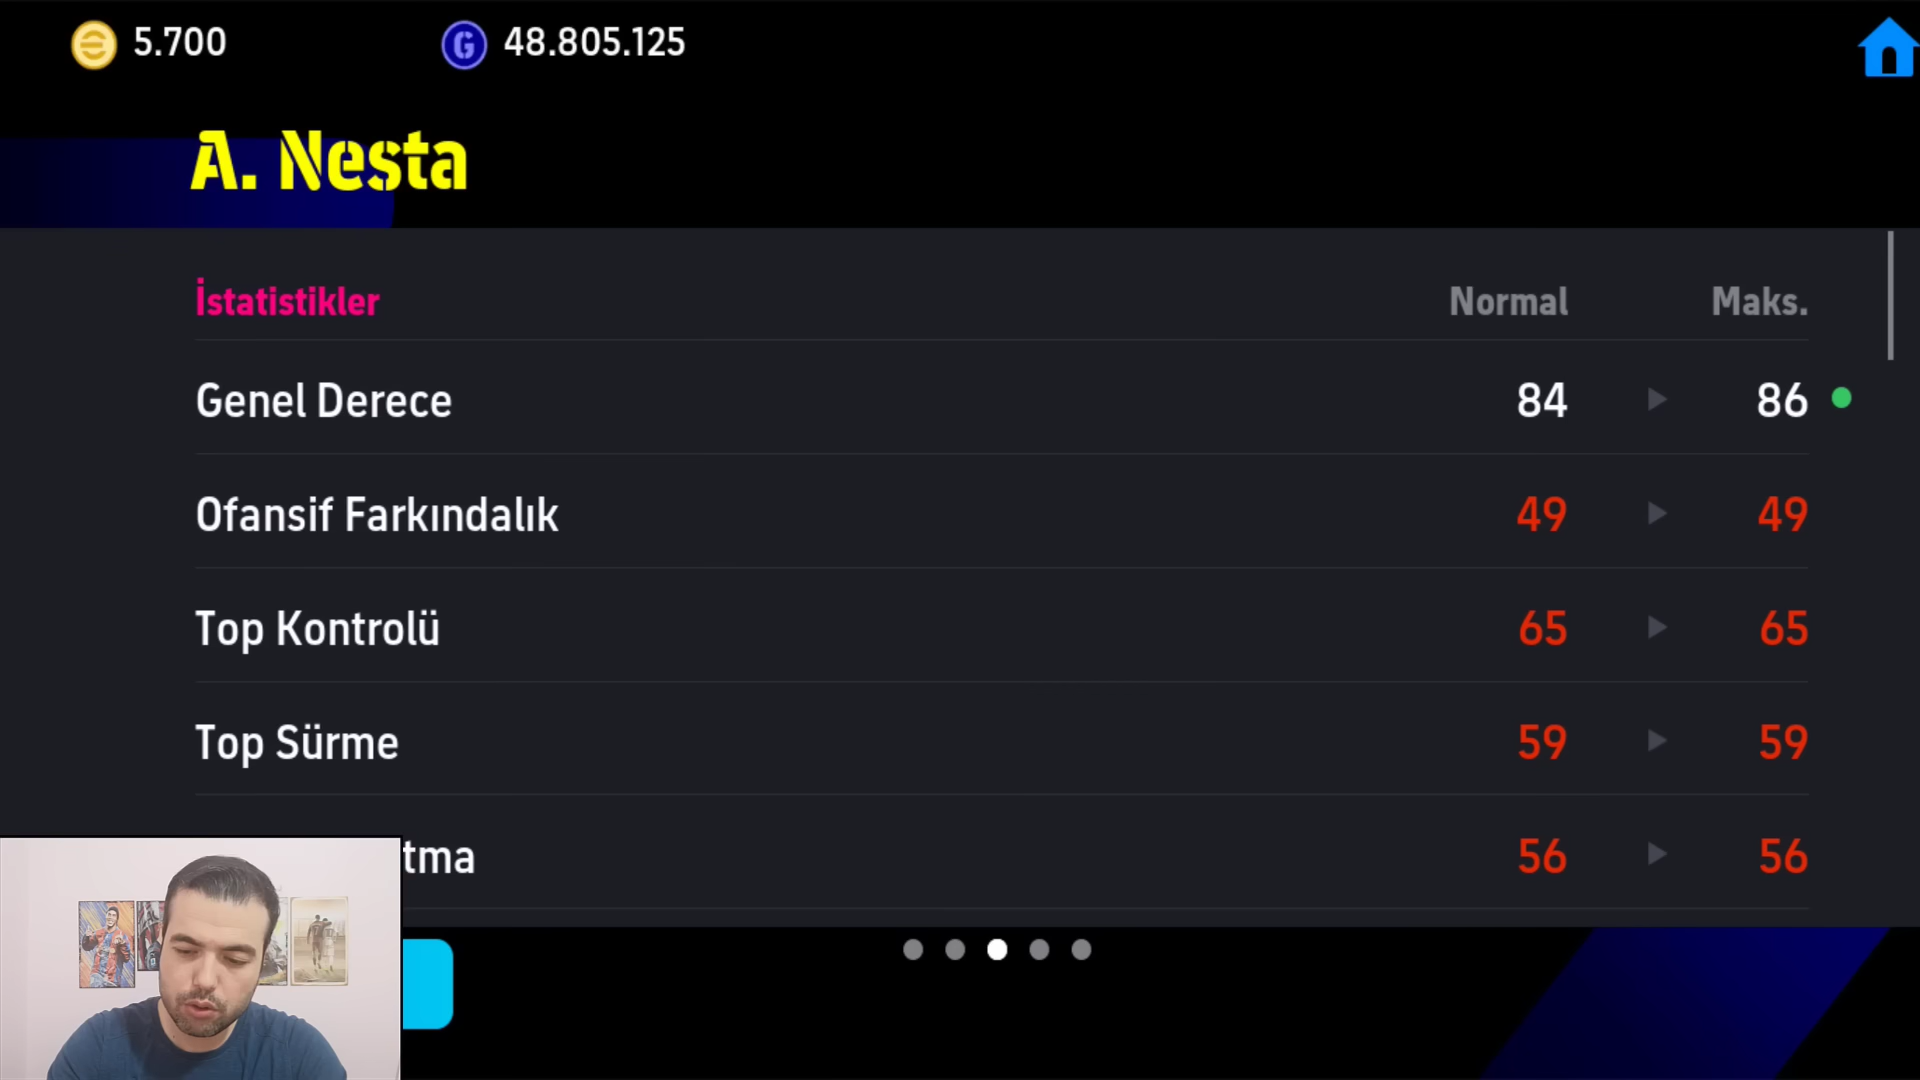 5.700
48.805.125
A. Nesta
İstatistikler Normal Maks.
Genel Derece 84 86
Ofansif Farkındalık 49 49
Top Kontrolü 65 65
Top Sürme 59 59
tma 56 56